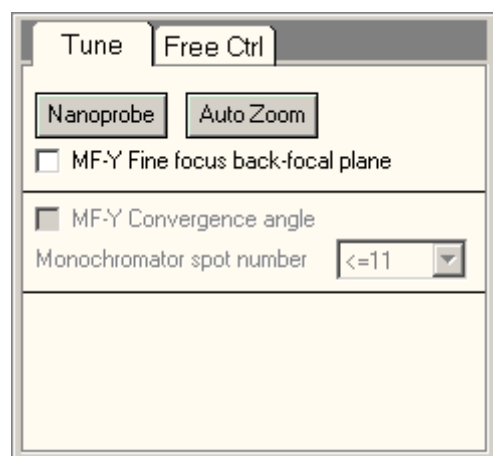 Tune Free Ctrl
Nanoprobe Auto Zoom
MF-Y Fine focus back-focal plane
MF-Y Convergence angle
Monochromator spot number <=11